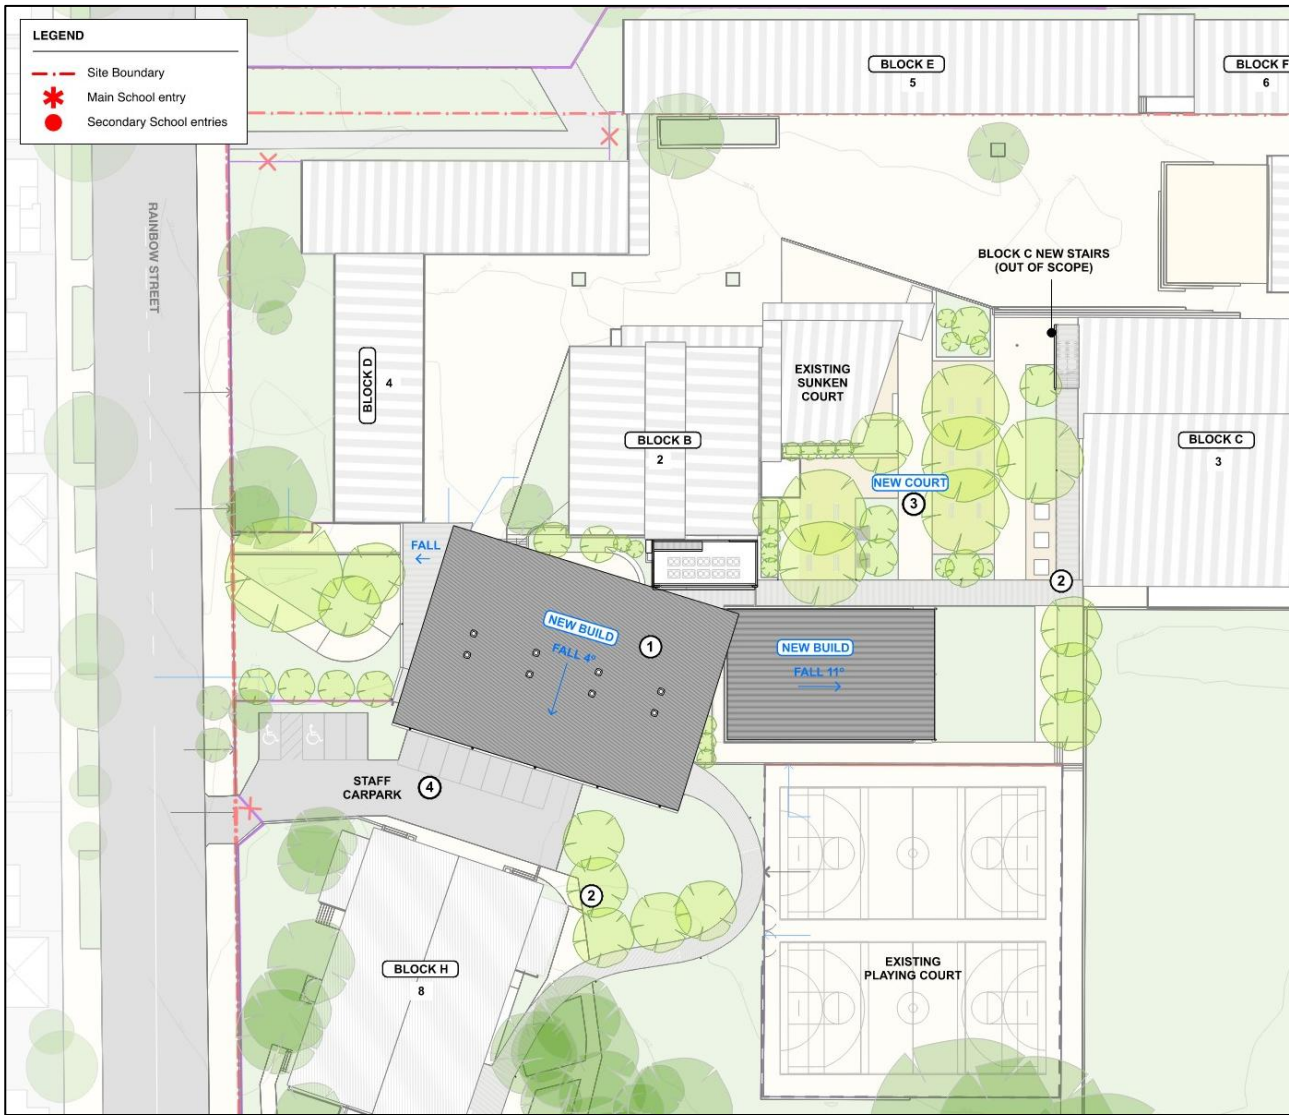 LEGEND
Site Boundary
Main School entry
Secondary School entries
BLOCK E
5
BLOCK F
6
RAINBOW STREET
BLOCK C NEW STAIRS
(OUT OF SCOPE)
BLOCK D
4
EXISTING
SUNKEN
COURT
BLOCK B
2
BLOCK C
3
NEW COURT
3
FALL
2
NEW BUILD
1
FALL 4°
NEW BUILD
FALL 11°
STAFF
CARPARK
4
2
BLOCK H
8
EXISTING
PLAYING COURT